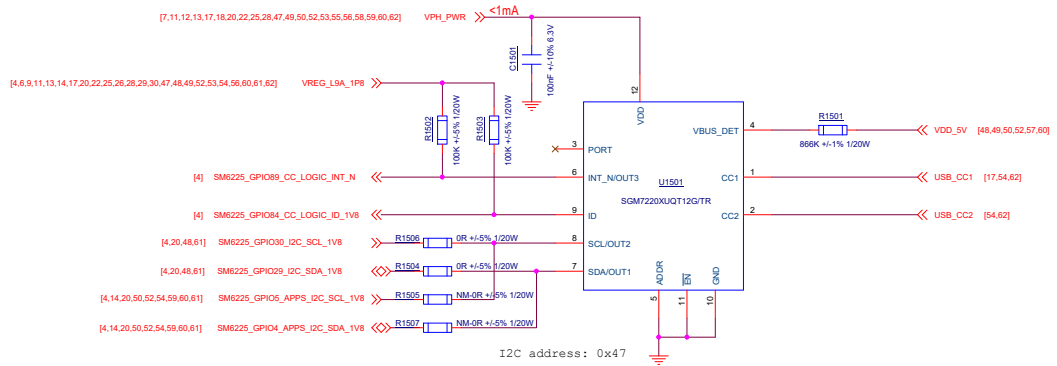 [7,11,12,13,17,18,20,22,25,28,47,49,50,52,53,55,56,58,59,60,62] VPH_PWR <1mA
C1501
100nF +/-10% 6.3V
[4,6,9,11,13,14,17,20,22,25,26,28,29,30,47,48,49,52,53,54,56,60,61,62] VREG_L9A_1P8
R1502
100K +/-5% 1/20W
R1503
100K +/-5% 1/20W
12
VDD
VBUS_DET 4 R1501 VDD_5V [48,49,50,52,57,60]
866K +/-1% 1/20W
3 PORT
[4] SM6225_GPIO89_CC_LOGIC_INT_N 6 INT_N/OUT3 CC1 1 USB_CC1 [17,54,62]
U1501
SGM7220XUQT12G/TR
[4] SM6225_GPIO84_CC_LOGIC_ID_1V8 9 ID CC2 2 USB_CC2 [54,62]
[4,20,48,61] SM6225_GPIO30_I2C_SCL_1V8 R1506 0R +/-5% 1/20W 8 SCL/OUT2
[4,20,48,61] SM6225_GPIO29_I2C_SDA_1V8 R1504 0R +/-5% 1/20W 7 SDA/OUT1
[4,14,20,50,52,54,59,60,61] SM6225_GPIO5_APPS_I2C_SCL_1V8 R1505 NM-0R +/-5% 1/20W
[4,14,20,50,52,54,59,60,61] SM6225_GPIO4_APPS_I2C_SDA_1V8 R1507 NM-0R +/-5% 1/20W
ADDR EN GND
5 11 10
I2C address: 0x47